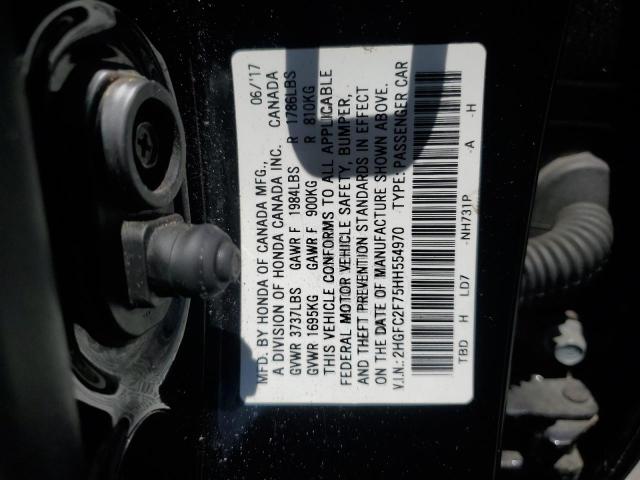 MFD. BY HONDA OF CANADA MFG., 06/'17
A DIVISION OF HONDA CANADA INC. CANADA
GVWR 3737LBS GAWR F 1984LBS R 1786LBS
GVWR 1695KG GAWR F 900KG R 810KG
THIS VEHICLE CONFORMS TO ALL APPLICABLE
FEDERAL MOTOR VEHICLE SAFETY, BUMPER,
AND THEFT PREVENTION STANDARDS IN EFFECT
ON THE DATE OF MANUFACTURE SHOWN ABOVE.
V.I.N.: 2HGFC2F75HH554970 TYPE: PASSENGER CAR
TBD H LD7 -NH731P -A -H